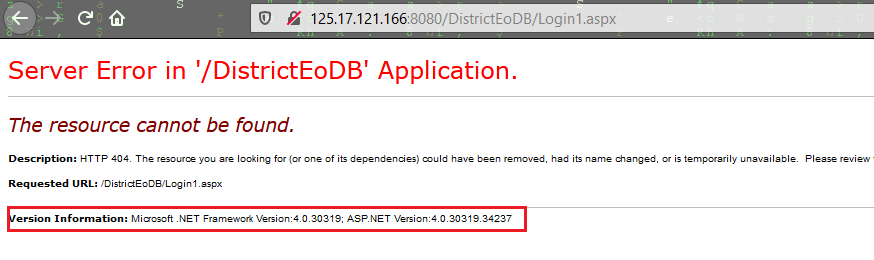 125.17.121.166:8080/DistrictEoDB/Login1.aspx
Server Error in '/DistrictEoDB' Application.
The resource cannot be found.
Description: HTTP 404. The resource you are looking for (or one of its dependencies) could have been removed, had its name changed, or is temporarily unavailable.  Please review
Requested URL: /DistrictEoDB/Login1.aspx
Version Information: Microsoft .NET Framework Version:4.0.30319; ASP.NET Version:4.0.30319.34237